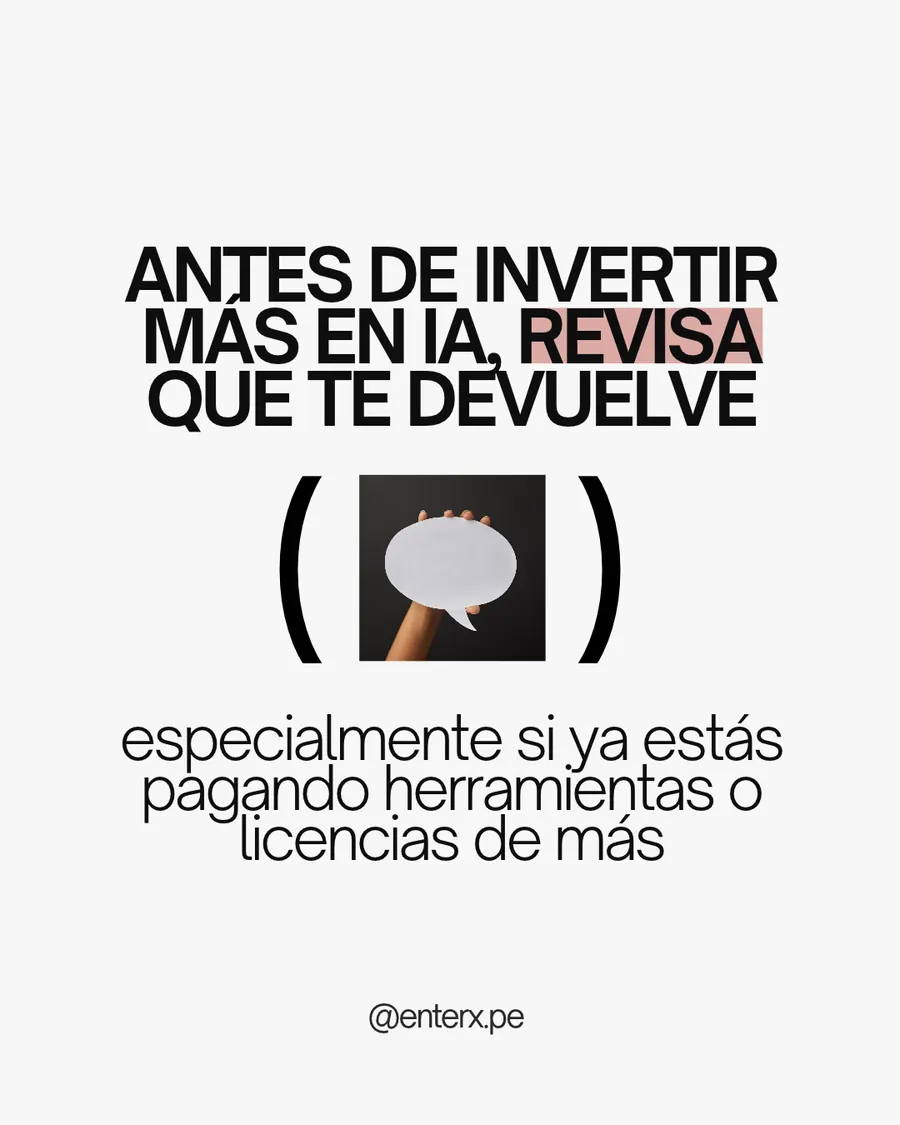 ANTES DE INVERTIR
MÁS EN IA, REVISA
QUE TE DEVUELVE
( )
especialmente si ya estás
pagando herramientas o
licencias de más
@enterx.pe